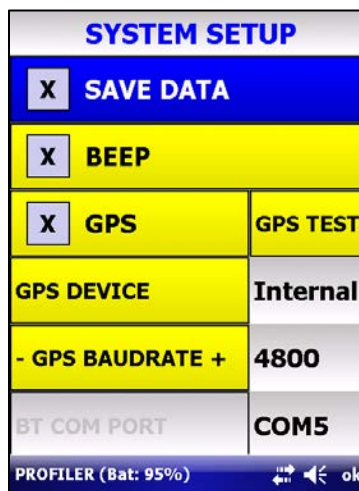 SYSTEM SETUP
X SAVE DATA
X BEEP
X GPS
GPS TEST
GPS DEVICE
Internal
- GPS BAUDRATE +
4800
BT COM PORT
COM5
PROFILER (Bat: 95%)
ok